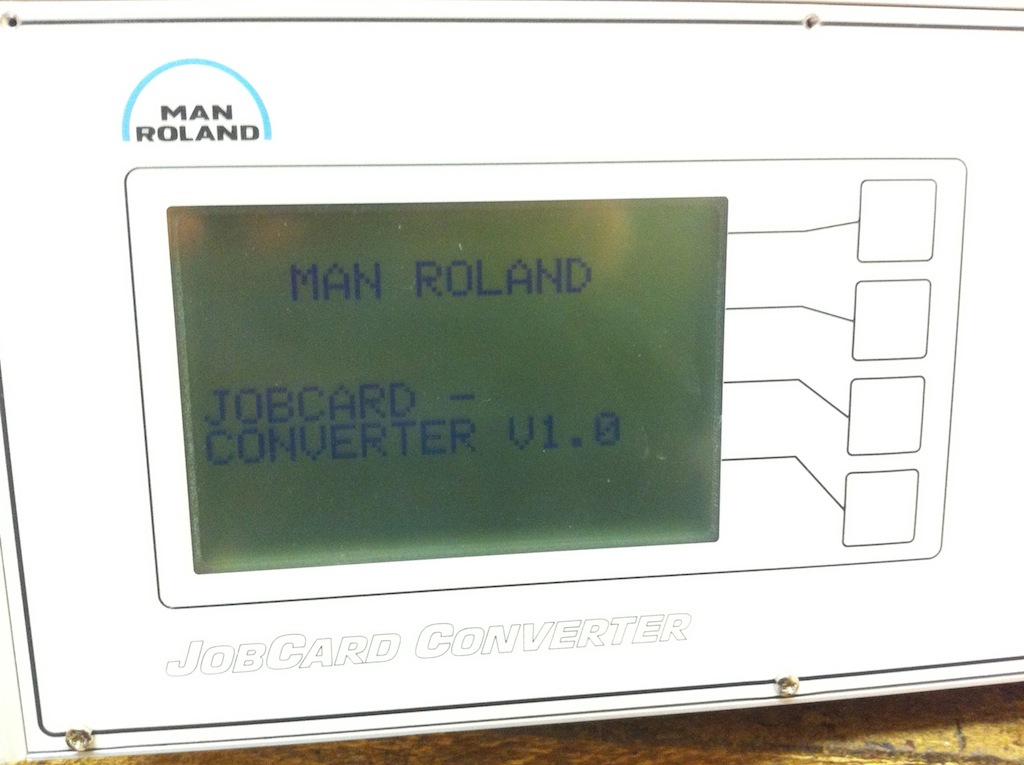 MAN
ROLAND
MAN ROLAND
JOBCARD -
CONVERTER V1.0
JOBCARD CONVERTER